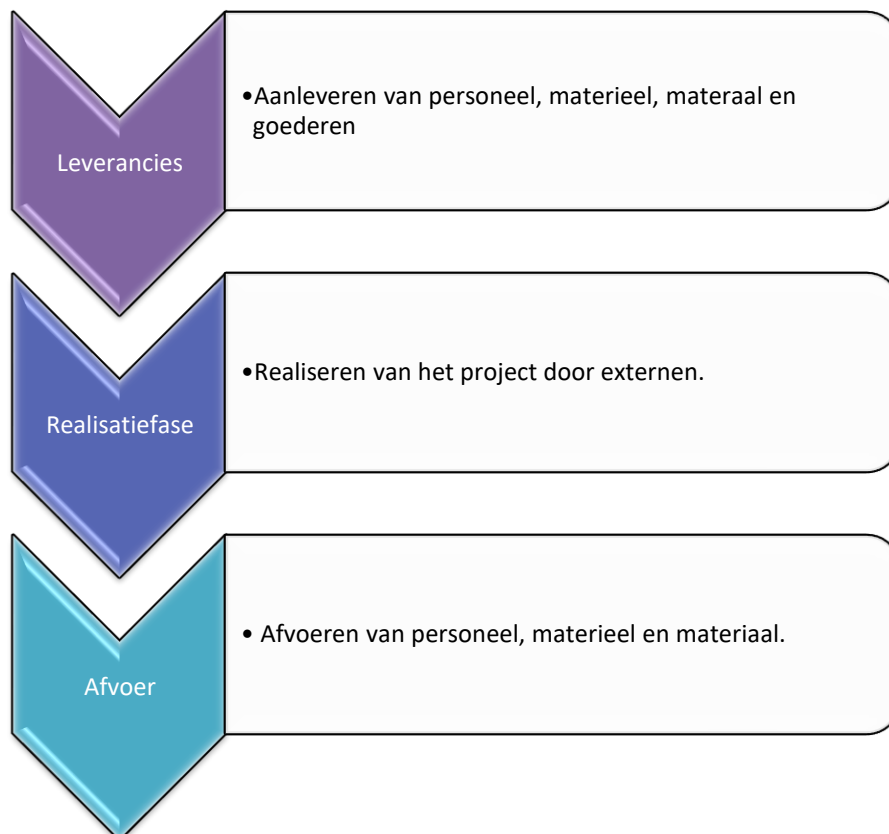 Leverancies
•Aanleveren van personeel, materieel, materaal en
goederen
Realisatiefase
•Realiseren van het project door externen.
Afvoer
• Afvoeren van personeel, materieel en materiaal.